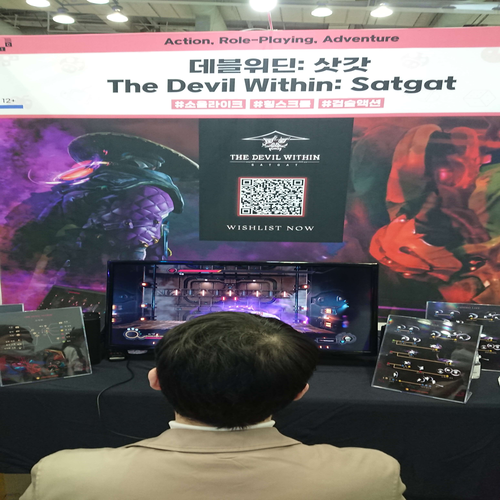 Action, Role-Playing, Adventure
데블위딘: 삿갓
The Devil Within: Satgat
#소울라이크 #횡스크롤 #검술액션
12+
THE DEVIL WITHIN
SATGAT
WISHLIST NOW